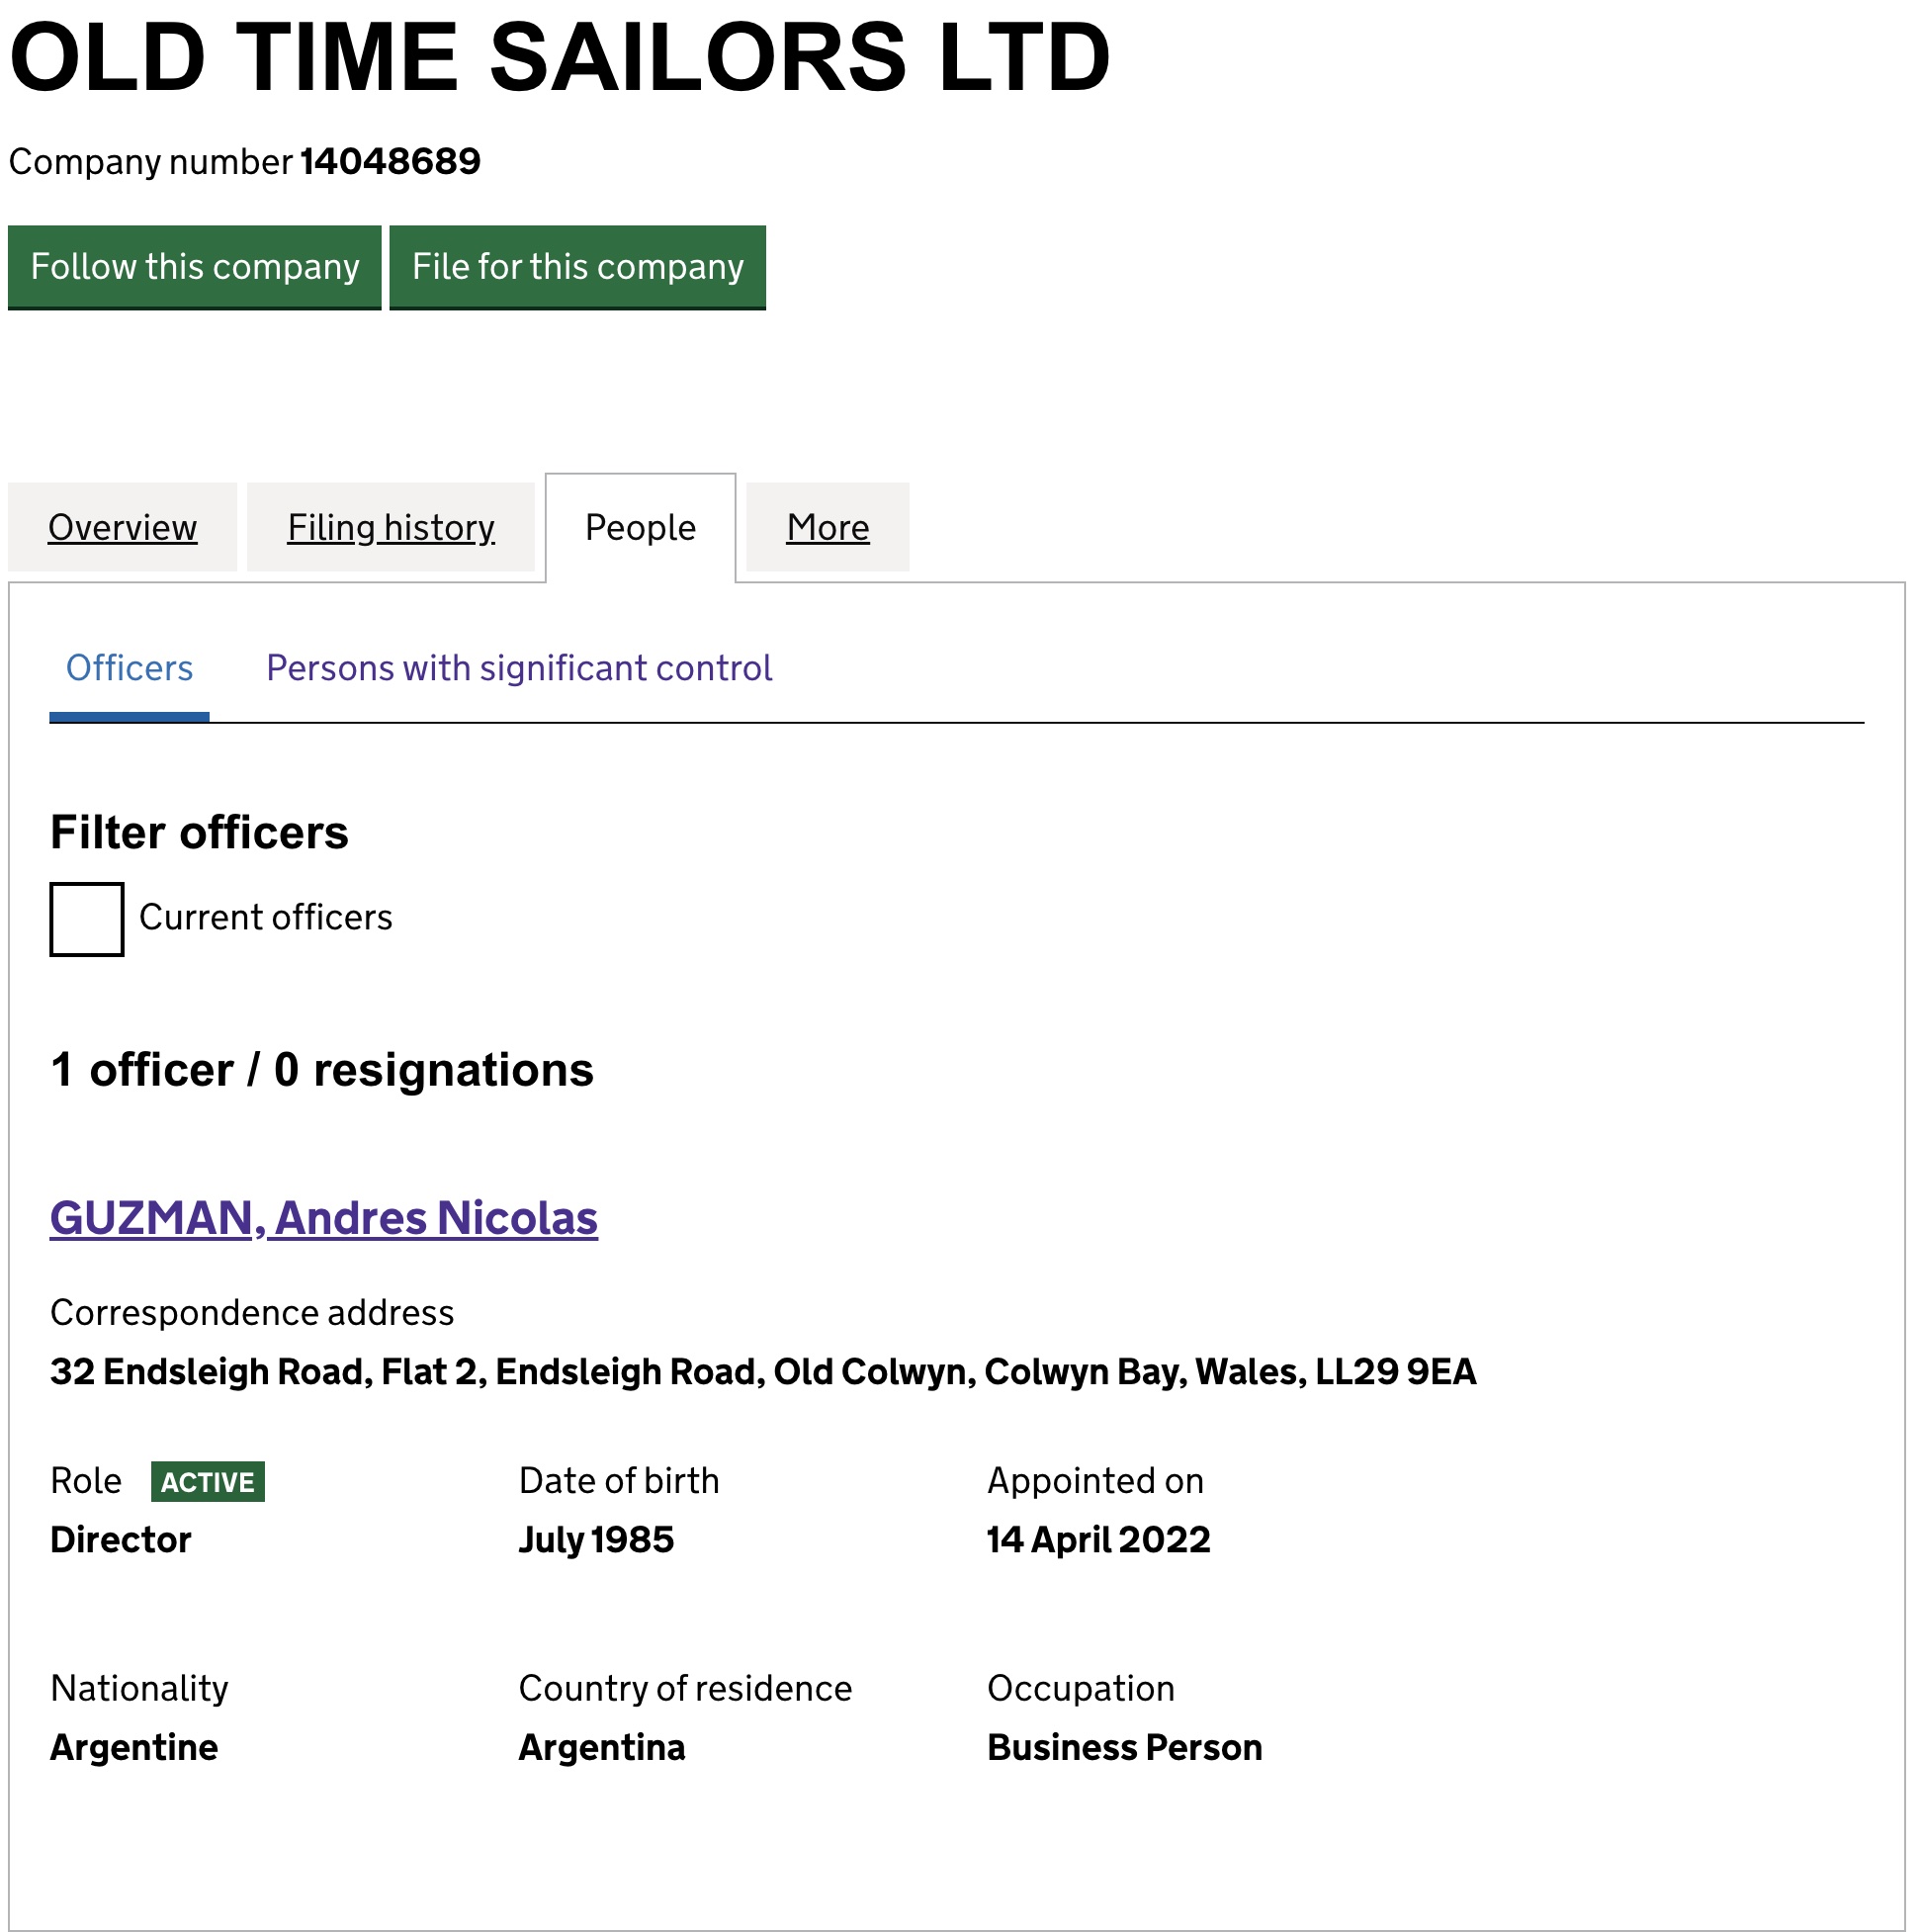 OLD TIME SAILORS LTD
Company number 14048689
Follow this company File for this company
Overview Filing history People More
Officers Persons with significant control
Filter officers
Current officers
1 officer / 0 resignations
GUZMAN, Andres Nicolas
Correspondence address
32 Endsleigh Road, Flat 2, Endsleigh Road, Old Colwyn, Colwyn Bay, Wales, LL29 9EA
Role ACTIVE Date of birth Appointed on
Director July 1985 14 April 2022
Nationality Country of residence Occupation
Argentine Argentina Business Person